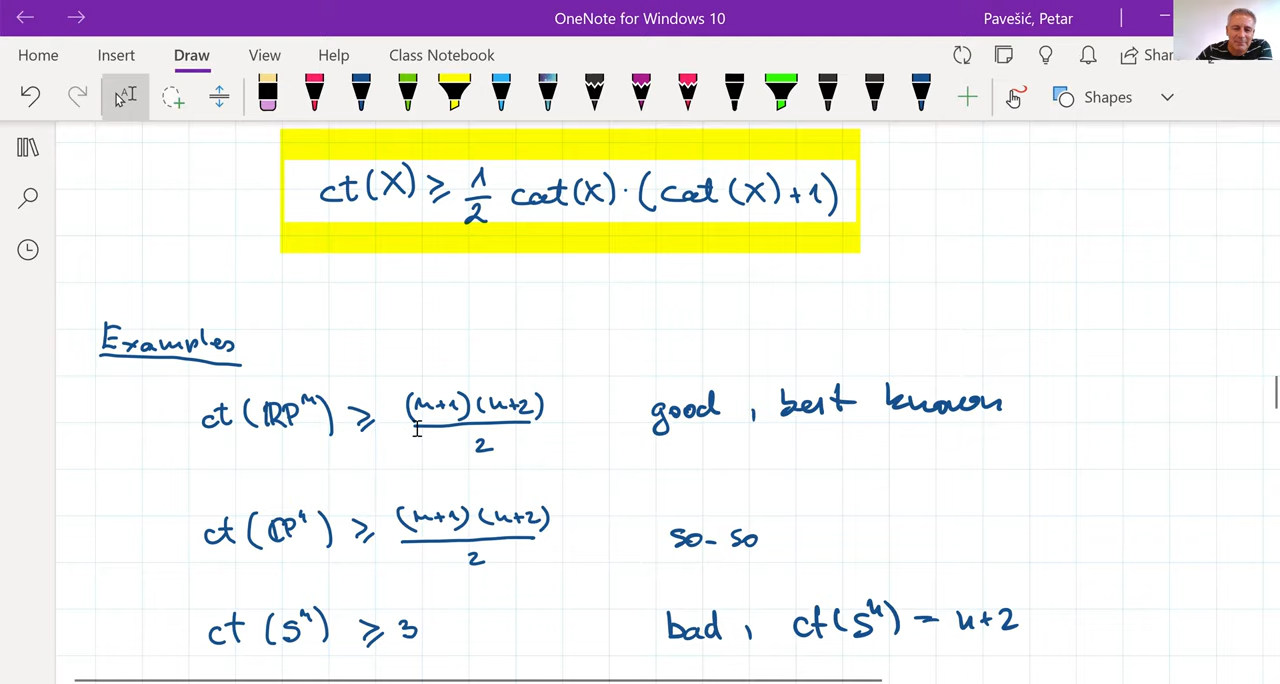 OneNote for Windows 10
Pavešić, Petar
Home Insert Draw View Help Class Notebook
Shar
Shapes
ct(X) ≥ 1/2 cat(X)·(cat(X)+1)
Examples
ct(ℝP^n) ≥ (n+1)(n+2)/2 good, best known
ct(ℂP^n) ≥ (n+1)(n+2)/2 so-so
ct(S^n) ≥ 3 bad, ct(S^n) = n+2